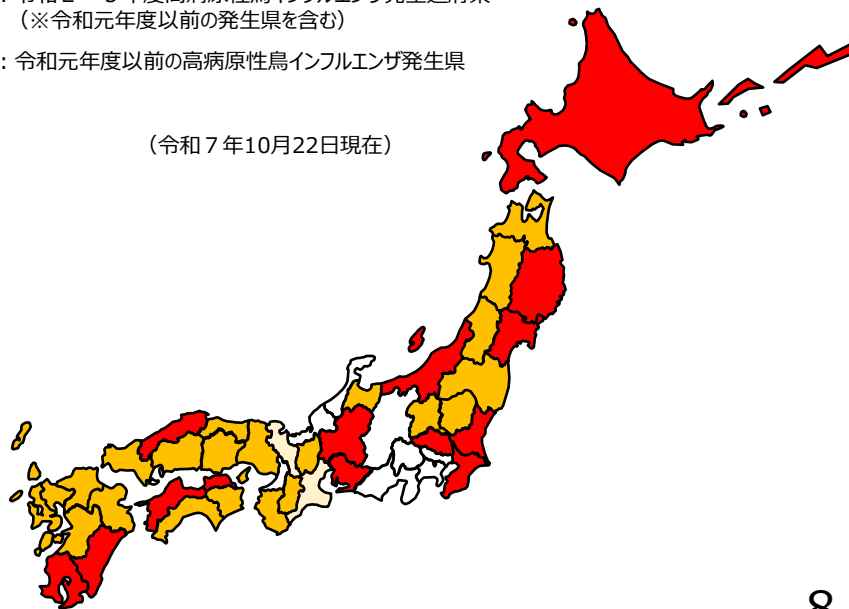 （※令和元年度以前の発生県を含む）
：令和元年度以前の高病原性鳥インフルエンザ発生県
（令和７年10月22日現在）
8